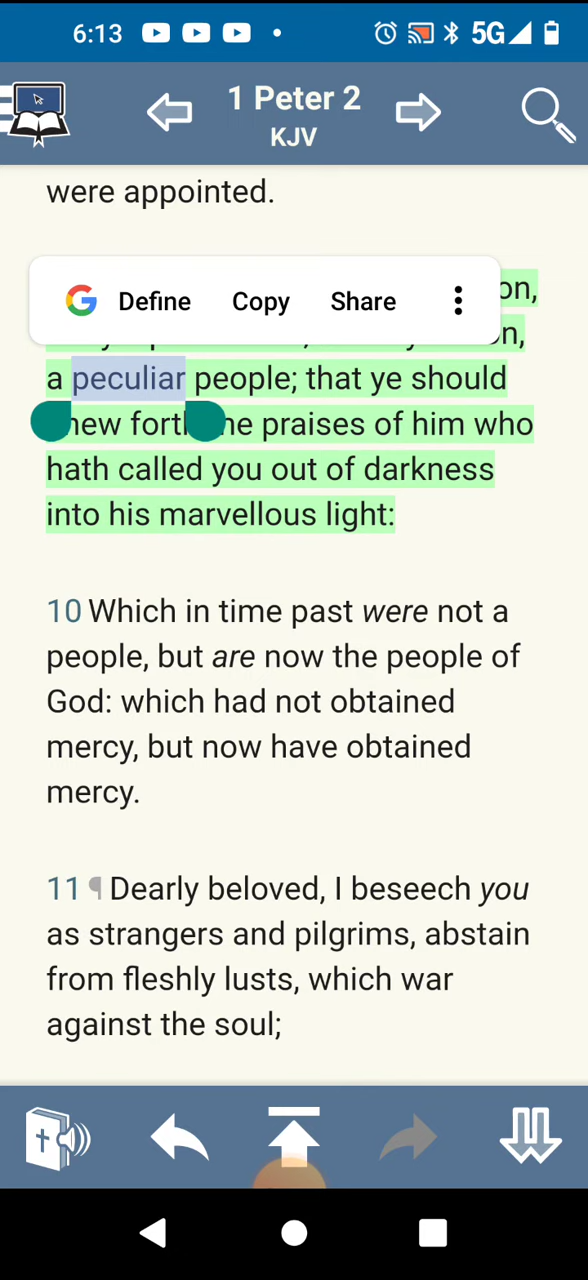 6:13 5G
1 Peter 2
KJV
were appointed.
Define Copy Share
on,
a peculiar people; that ye should
the praises of him who
hath called you out of darkness
into his marvellous light:
10 Which in time past were not a
people, but are now the people of
God: which had not obtained
mercy, but now have obtained
mercy.
11 ¶ Dearly beloved, I beseech you
as strangers and pilgrims, abstain
from fleshly lusts, which war
against the soul;